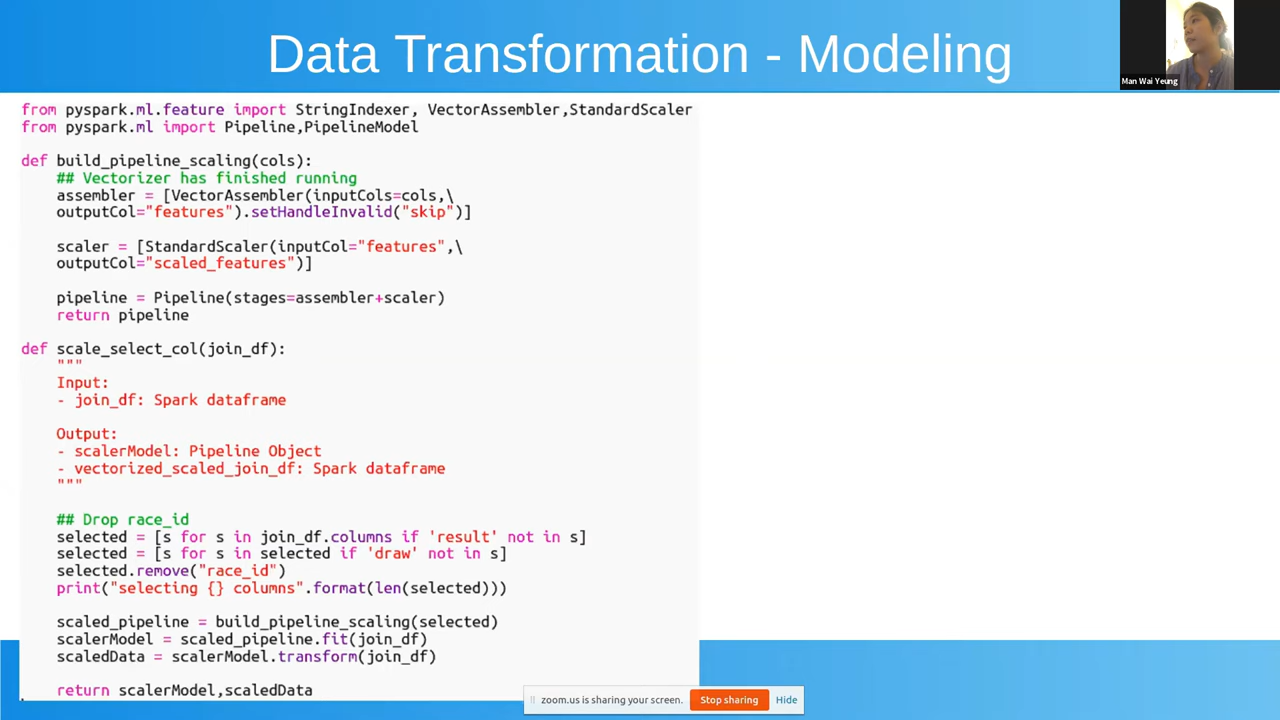 Data Transformation - Modeling
Man Wai Yeung
from pyspark.ml.feature import StringIndexer, VectorAssembler,StandardScaler
from pyspark.ml import Pipeline,PipelineModel
def build_pipeline_scaling(cols):
## Vectorizer has finished running
assembler = [VectorAssembler(inputCols=cols,\
outputCol="features").setHandleInvalid("skip")]
scaler = [StandardScaler(inputCol="features",\
outputCol="scaled_features")]
pipeline = Pipeline(stages=assembler+scaler)
return pipeline
def scale_select_col(join_df):
"""
Input:
- join_df: Spark dataframe
Output:
- scalerModel: Pipeline Object
- vectorized_scaled_join_df: Spark dataframe
"""
## Drop race_id
selected = [s for s in join_df.columns if 'result' not in s]
selected = [s for s in selected if 'draw' not in s]
selected.remove("race_id")
print("selecting {} columns".format(len(selected)))
scaled_pipeline = build_pipeline_scaling(selected)
scalerModel = scaled_pipeline.fit(join_df)
scaledData = scalerModel.transform(join_df)
return scalerModel,scaledData
zoom.us is sharing your screen. Stop sharing Hide